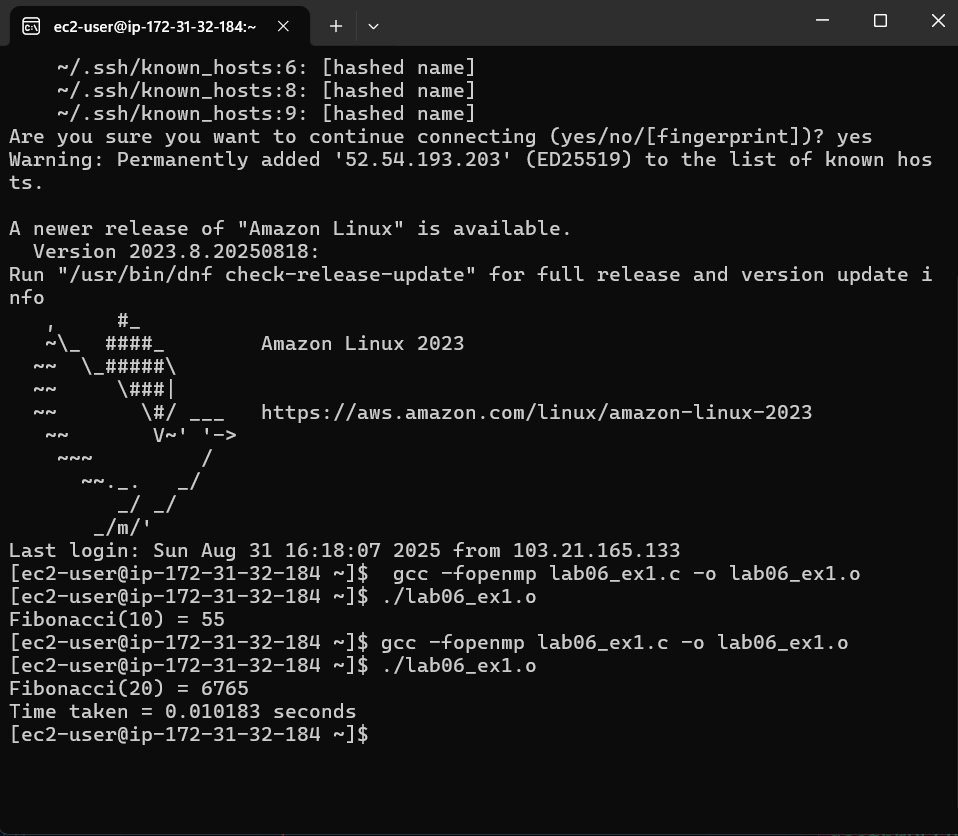 ec2-user@ip-172-31-32-184:~
~/.ssh/known_hosts:6: [hashed name]
~/.ssh/known_hosts:8: [hashed name]
~/.ssh/known_hosts:9: [hashed name]
Are you sure you want to continue connecting (yes/no/[fingerprint])? yes
Warning: Permanently added '52.54.193.203' (ED25519) to the list of known hos
ts.
A newer release of "Amazon Linux" is available.
  Version 2023.8.20250818:
Run "/usr/bin/dnf check-release-update" for full release and version update i
nfo
   ,     #_
   ~\_  ####_        Amazon Linux 2023
  ~~  \_#####\
  ~~     \###|
  ~~       \#/ ___   https://aws.amazon.com/linux/amazon-linux-2023
   ~~       V~' '->
    ~~~         /
      ~~._.   _/
         _/ _/
       _/m/'
Last login: Sun Aug 31 16:18:07 2025 from 103.21.165.133
[ec2-user@ip-172-31-32-184 ~]$  gcc -fopenmp lab06_ex1.c -o lab06_ex1.o
[ec2-user@ip-172-31-32-184 ~]$ ./lab06_ex1.o
Fibonacci(10) = 55
[ec2-user@ip-172-31-32-184 ~]$ gcc -fopenmp lab06_ex1.c -o lab06_ex1.o
[ec2-user@ip-172-31-32-184 ~]$ ./lab06_ex1.o
Fibonacci(20) = 6765
Time taken = 0.010183 seconds
[ec2-user@ip-172-31-32-184 ~]$